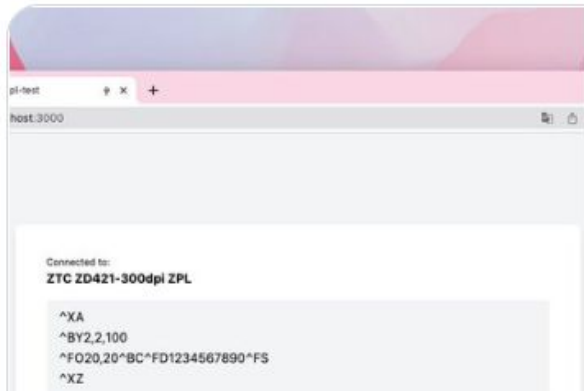 pl-test
host:3000
Connected to:
ZTC ZD421-300dpi ZPL
^XA
^BY2,2,100
^FO20,20^BC^FD1234567890^FS
^XZ